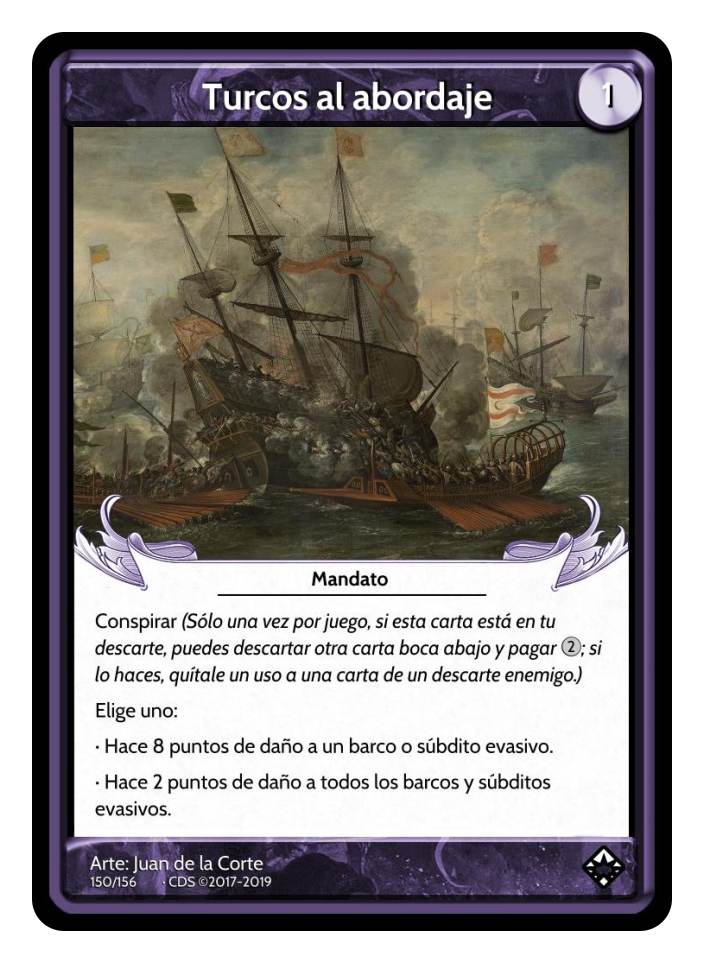 Turcos al abordaje
1
Mandato
Conspirar (Sólo una vez por juego, si esta carta está en tu
descarte, puedes descartar otra carta boca abajo y pagar 2; si
lo haces, quítale un uso a una carta de un descarte enemigo.)
Elige uno:
· Hace 8 puntos de daño a un barco o súbdito evasivo.
· Hace 2 puntos de daño a todos los barcos y súbditos
evasivos.
Arte: Juan de la Corte
150/156 · CDS ©2017-2019